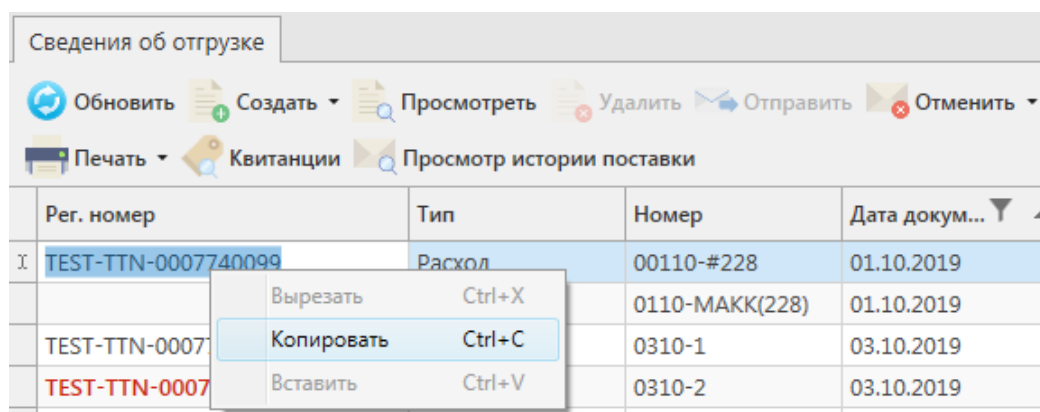 Сведения об отгрузке
Обновить Создать Просмотреть Удалить Отправить Отменить
Печать Квитанции Просмотр истории поставки
Рег. номер Тип Номер Дата докум...
TEST-TTN-0007740099 Расход 00110-#228 01.10.2019
Вырезать Ctrl+X 0110-МАКК(228) 01.10.2019
TEST-TTN-0007 Копировать Ctrl+C 0310-1 03.10.2019
TEST-TTN-0007 Вставить Ctrl+V 0310-2 03.10.2019